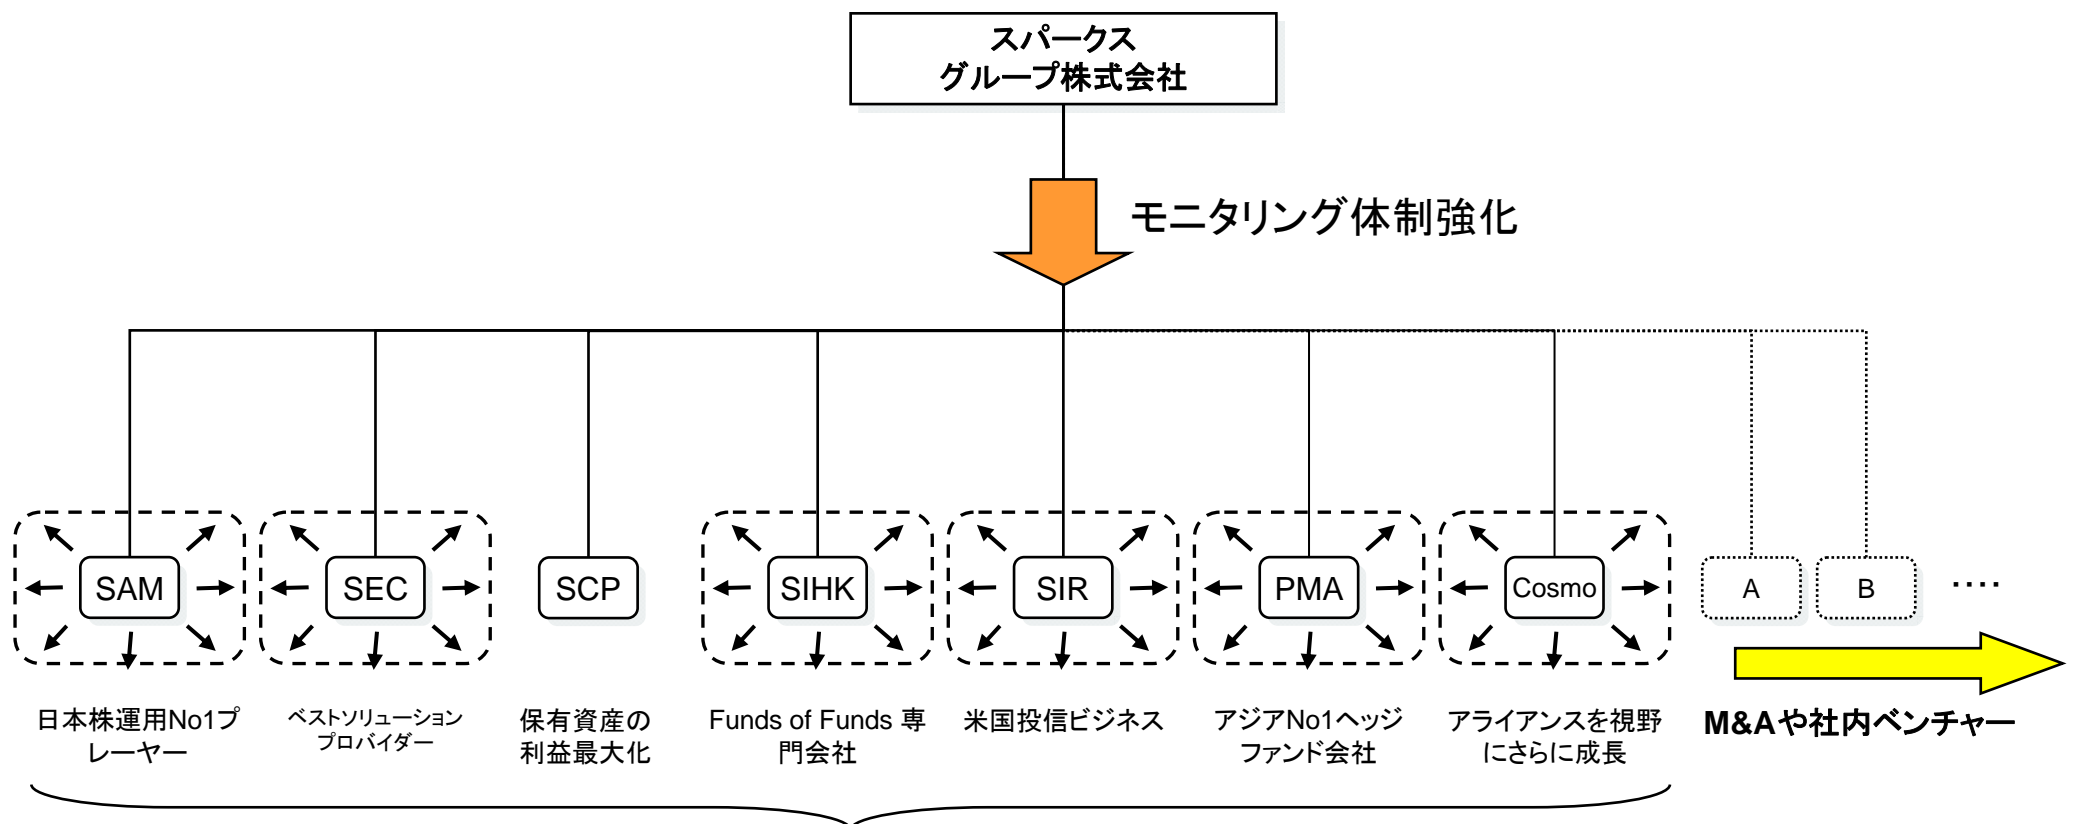 スパークス
グループ株式会社
モニタリング体制強化
SAM
SEC
SCP
SIHK
SIR
PMA
Cosmo
A
B
‥‥
日本株運用No1プ
レーヤー
ベストソリューション
プロバイダー
保有資産の
利益最大化
Funds of Funds 専
門会社
米国投信ビジネス
アジアNo1ヘッジ
ファンド会社
アライアンスを視野
にさらに成長
M&Aや社内ベンチャー